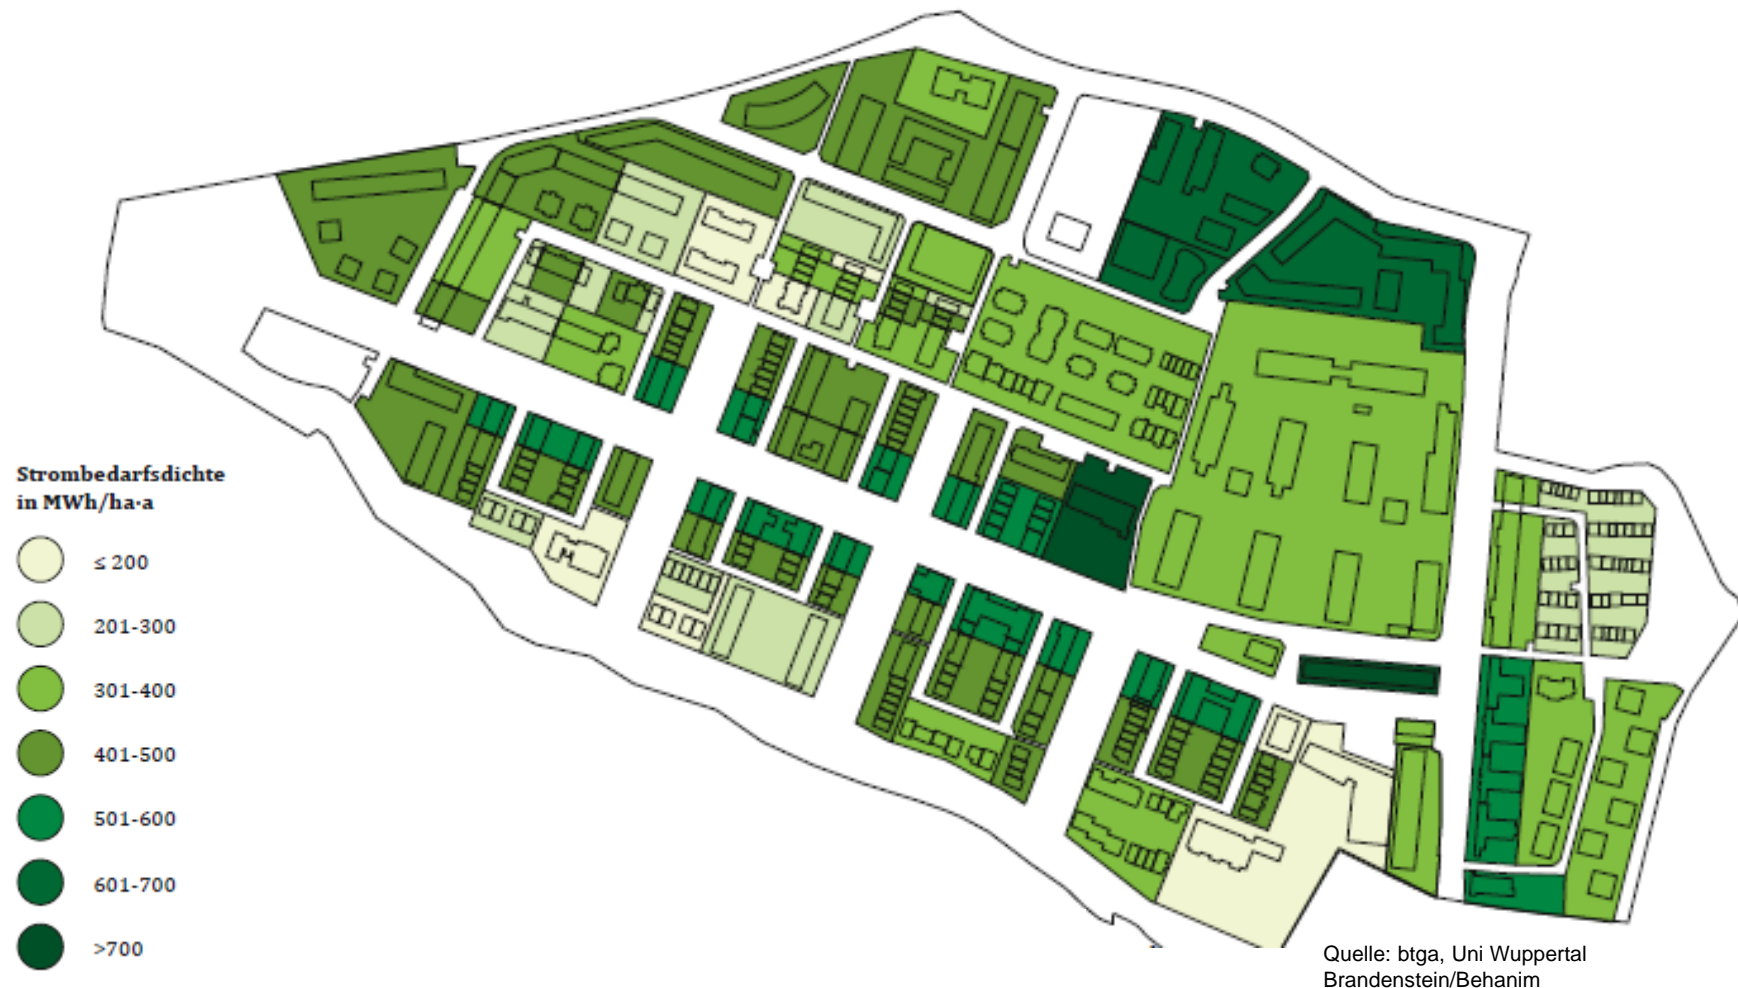 Strombedarfsdichte
in MWh/ha·a
≤ 200
201-300
301-400
401-500
501-600
601-700
>700
Quelle: btga, Uni Wuppertal
Brandenstein/Behanim